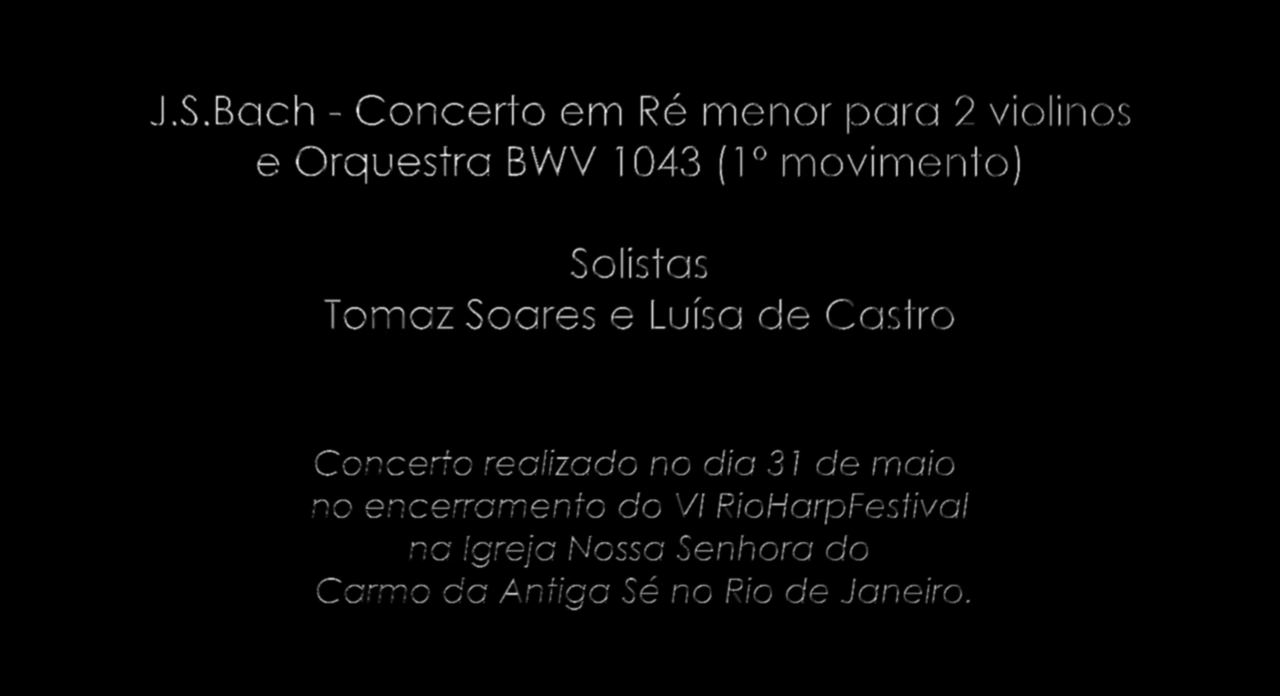 J.S.Bach - Concerto em Ré menor para 2 violinos
e Orquestra BWV 1043 (1º movimento)
Solistas
Tomaz Soares e Luísa de Castro
Concerto realizado no dia 31 de maio
no encerramento do VI RioHarpFestival
na Igreja Nossa Senhora do
Carmo da Antiga Sé no Rio de Janeiro.